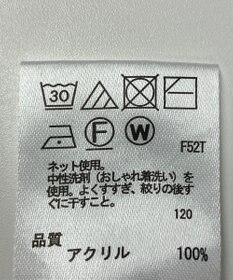 30
F
W
F52T
ネット使用。
中性洗剤(おしゃれ着洗い)を
使用。よくすすぎ、絞りの後す
ぐに干すこと。
120
品質
アクリル 100%